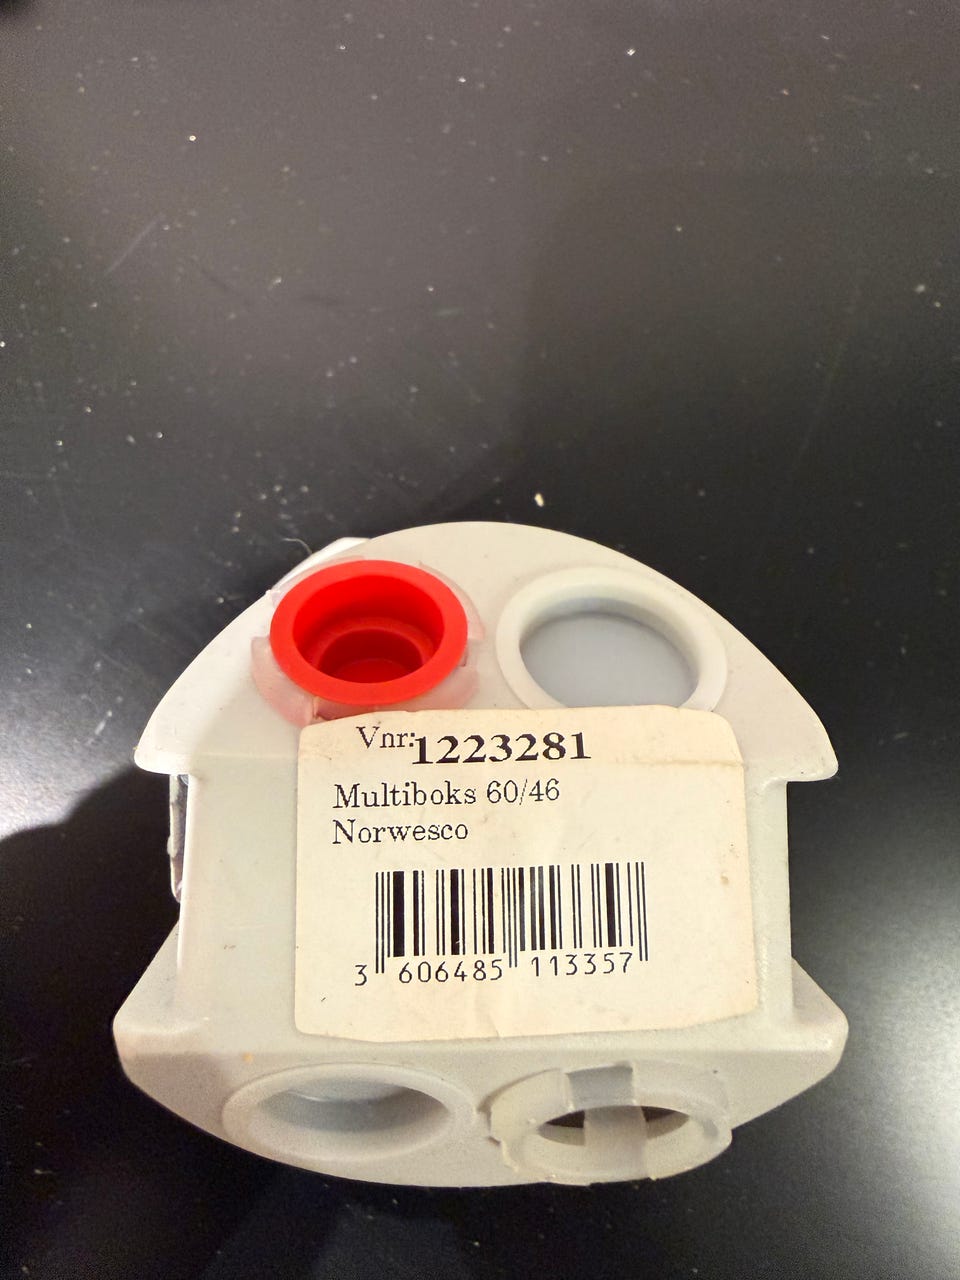 Vnr:1223281
Multiboks 60/46
Norwesco
3 606485 113357